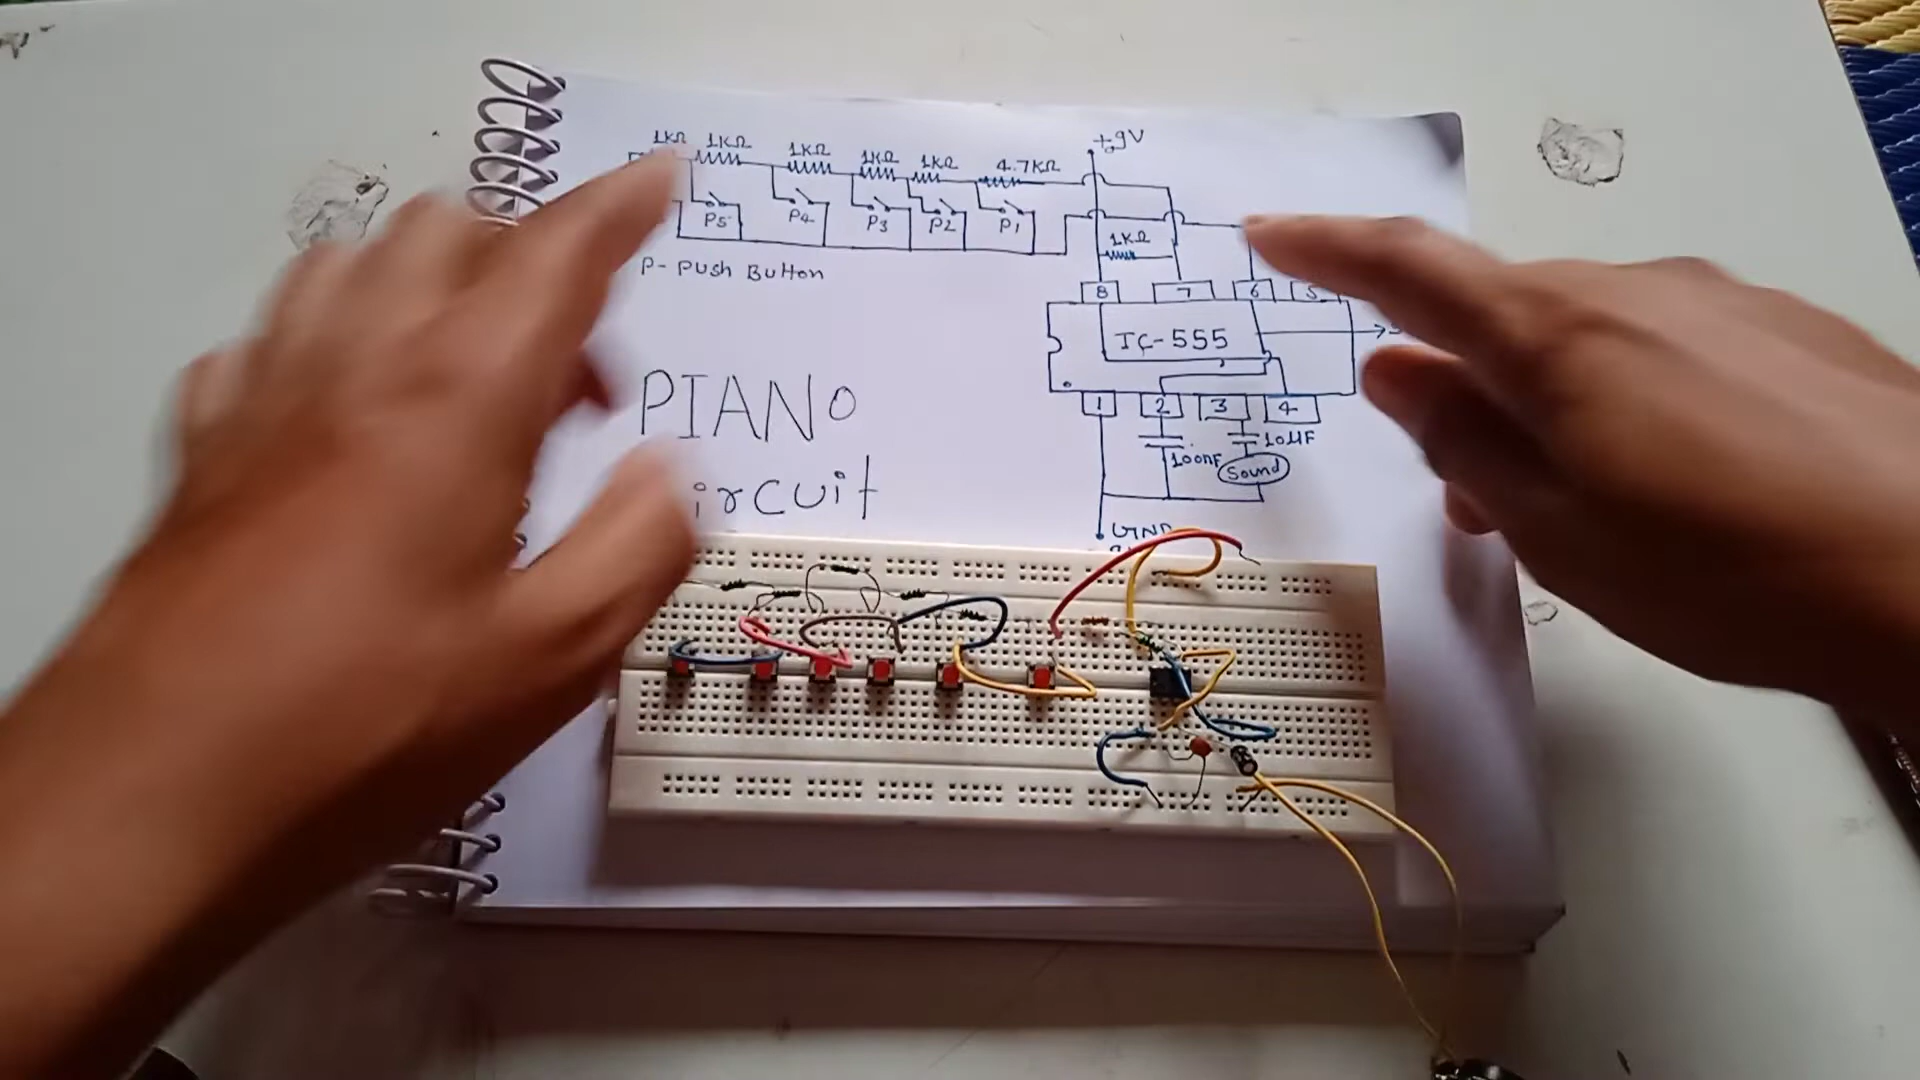 1KΩ 1KΩ 1KΩ 1KΩ 1KΩ 4.7KΩ +9V
P5 P4 P3 P2 P1
1KΩ
P- Push Button
8 7 6 5
IC-555
PIANO
1 2 3 4
100nF 10µF
Sound
ircuit
GND